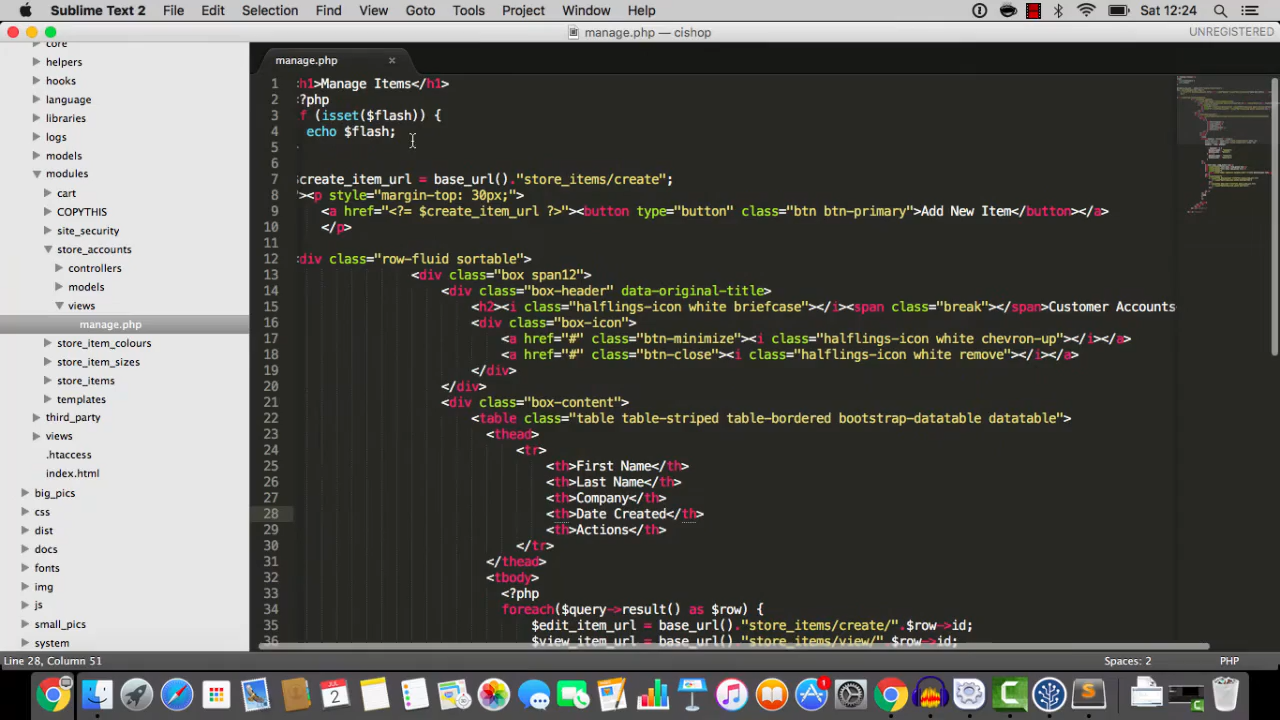 Sublime Text 2 File Edit Selection Find View Goto Tools Project Window Help Sat 12:24
manage.php — cishop UNREGISTERED
core
helpers
hooks
language
libraries
logs
models
modules
cart
COPYTHIS
site_security
store_accounts
controllers
models
views
manage.php
store_item_colours
store_item_sizes
store_items
templates
third_party
views
.htaccess
index.html
big_pics
css
dist
docs
fonts
img
js
small_pics
system
manage.php ×
1 h1>Manage Items</h1>
2 ?php
3 f (isset($flash)) {
4 echo $flash;
5
6
7 create_item_url = base_url()."store_items/create";
8 ?><p style="margin-top: 30px;">
9 <a href="<?= $create_item_url ?>"><button type="button" class="btn btn-primary">Add New Item</button></a>
10 </p>
11
12 div class="row-fluid sortable">
13 <div class="box span12">
14 <div class="box-header" data-original-title>
15 <h2><i class="halflings-icon white briefcase"></i><span class="break"></span>Customer Accounts
16 <div class="box-icon">
17 <a href="#" class="btn-minimize"><i class="halflings-icon white chevron-up"></i></a>
18 <a href="#" class="btn-close"><i class="halflings-icon white remove"></i></a>
19 </div>
20 </div>
21 <div class="box-content">
22 <table class="table table-striped table-bordered bootstrap-datatable datatable">
23 <thead>
24 <tr>
25 <th>First Name</th>
26 <th>Last Name</th>
27 <th>Company</th>
28 <th>Date Created</th>
29 <th>Actions</th>
30 </tr>
31 </thead>
32 <tbody>
33 <?php
34 foreach($query->result() as $row) {
35 $edit_item_url = base_url()."store_items/create/".$row->id;
36 $view_item_url = base_url()."store_items/view/".$row->id;
Line 28, Column 51 Spaces: 2 PHP